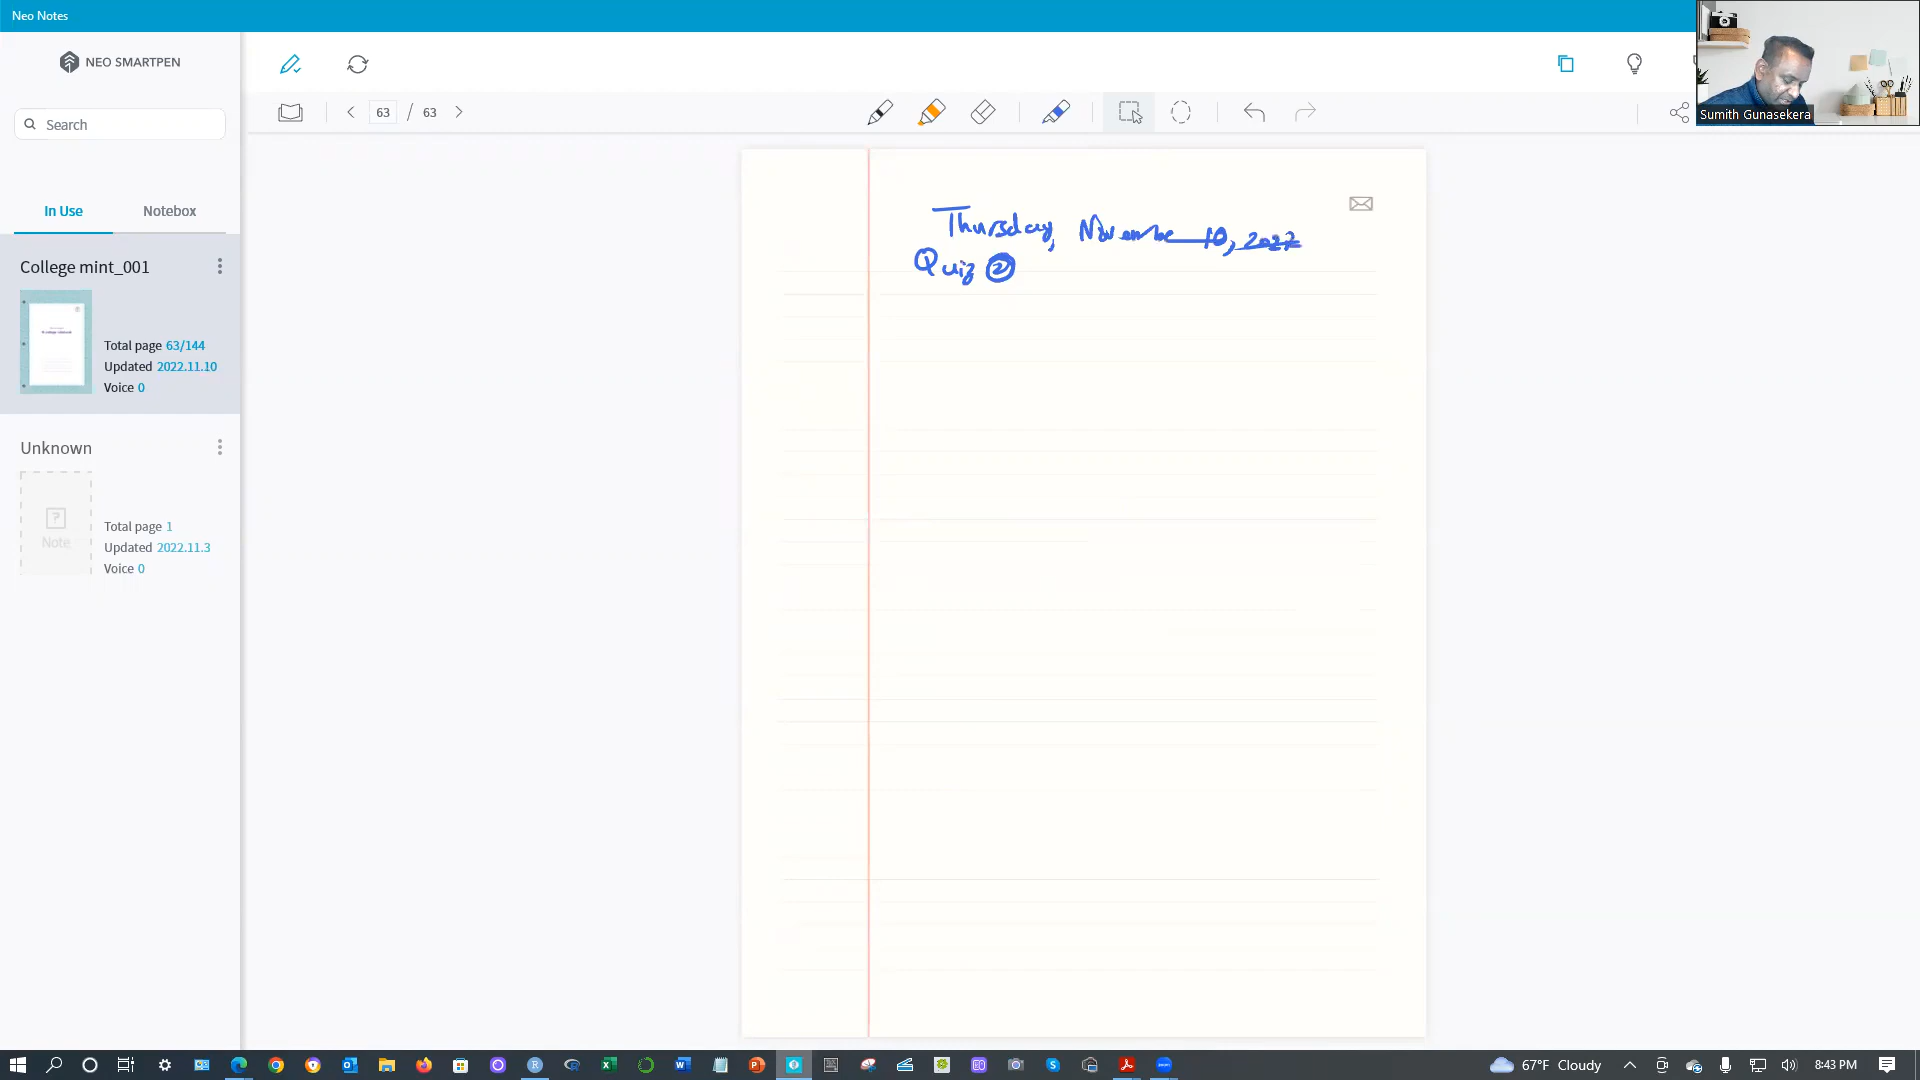 Neo Notes
NEO SMARTPEN
Search
In Use
Notebox
College mint_001
Total page 63/144
Updated 2022.11.10
Voice 0
Unknown
? Note
Total page 1
Updated 2022.11.3
Voice 0
63 / 63
Thursday, November 10, 2022
Quiz ②
Sumith Gunasekera
67°F Cloudy
8:43 PM